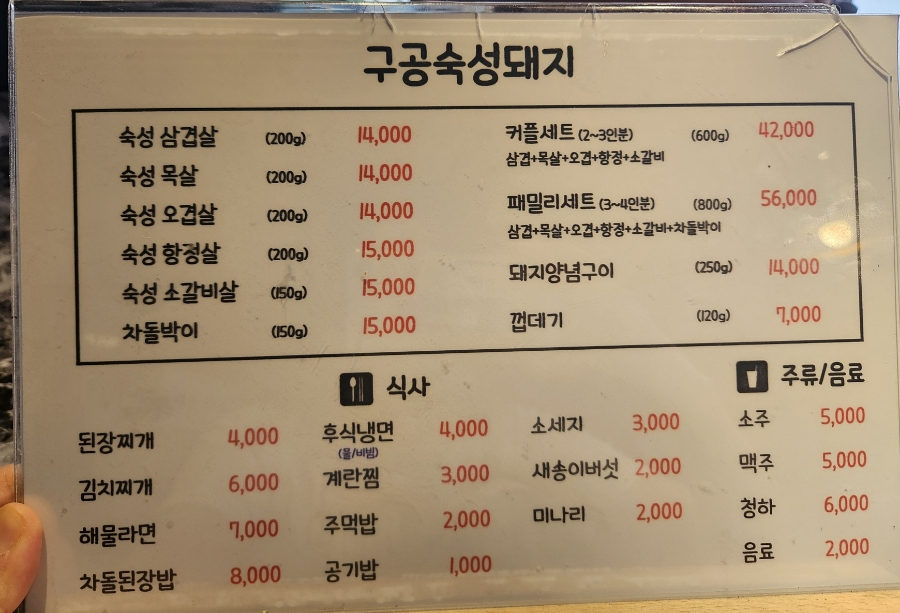 구공숙성돼지
숙성 삼겹살 (200g) 14,000
숙성 목살 (200g) 14,000
숙성 오겹살 (200g) 14,000
숙성 항정살 (200g) 15,000
숙성 소갈비살 (150g) 15,000
차돌박이 (150g) 15,000
커플세트 (2~3인분) (600g) 42,000
삼겹+목살+오겹+항정+소갈비
패밀리세트 (3~4인분) (800g) 56,000
삼겹+목살+오겹+항정+소갈비+차돌박이
돼지양념구이 (250g) 14,000
껍데기 (120g) 7,000
식사
된장찌개 4,000
김치찌개 6,000
해물라면 7,000
차돌된장밥 8,000
후식냉면 4,000
(물/비빔)
계란찜 3,000
주먹밥 2,000
공기밥 1,000
소세지 3,000
새송이버섯 2,000
미나리 2,000
주류/음료
소주 5,000
맥주 5,000
청하 6,000
음료 2,000